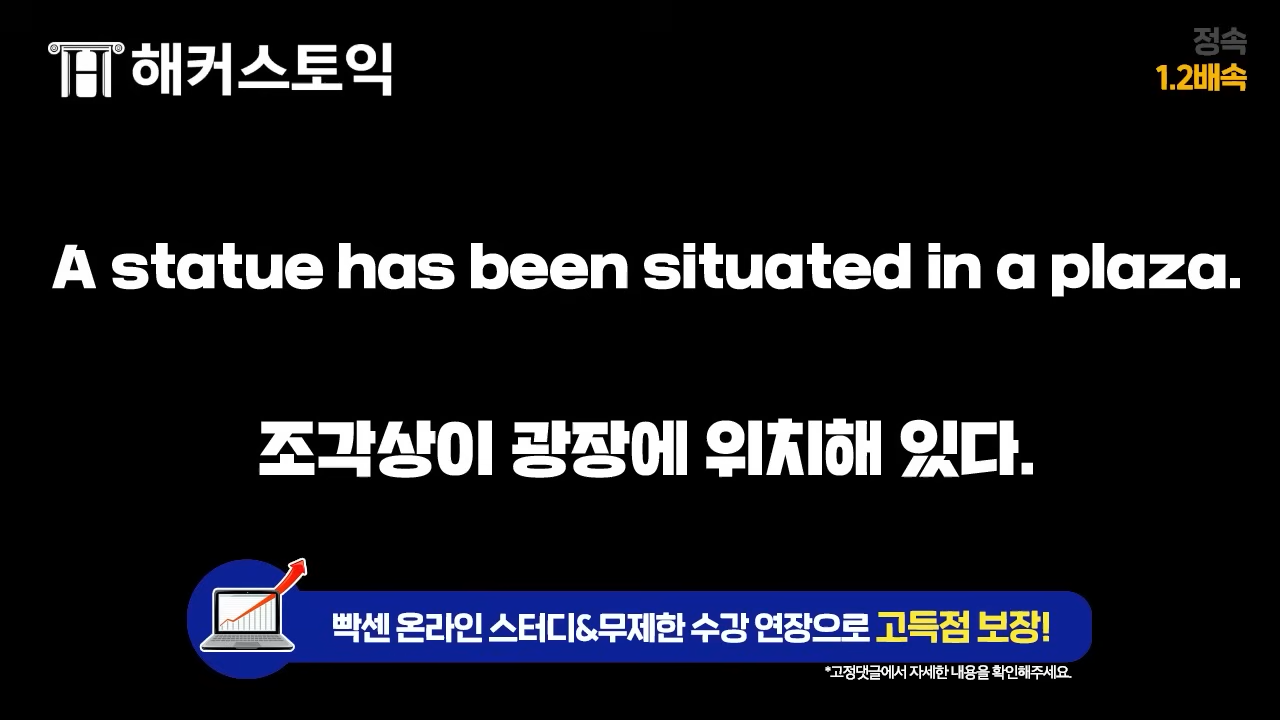 해커스토익
정속
1.2배속
A statue has been situated in a plaza.
조각상이 광장에 위치해 있다.
빡센 온라인 스터디&무제한 수강 연장으로 고득점 보장!
*고정댓글에서 자세한 내용을 확인해주세요.